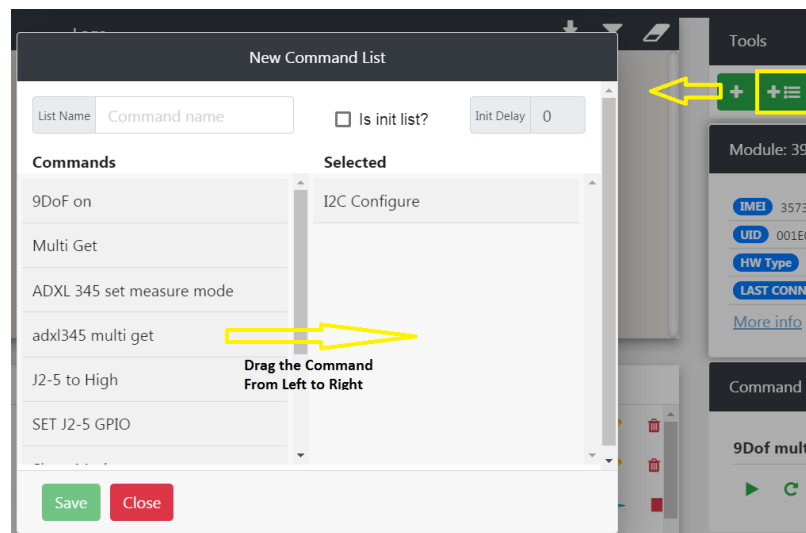 New Command List
Tools
List Name
Command name
Is init list?
Init Delay
0
Commands
Selected
9DoF on
I2C Configure
Multi Get
ADXL 345 set measure mode
adxl345 multi get
Drag the Command
From Left to Right
J2-5 to High
SET J2-5 GPIO
Save
Close
Module: 39
IMEI 3573
UID 001E
HW Type
LAST CONN
More info
Command
9Dof mult